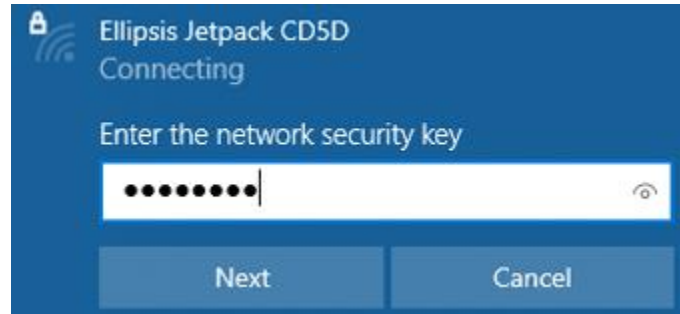 Ellipsis Jetpack CD5D
Connecting
Enter the network security key
••••••••
Next
Cancel